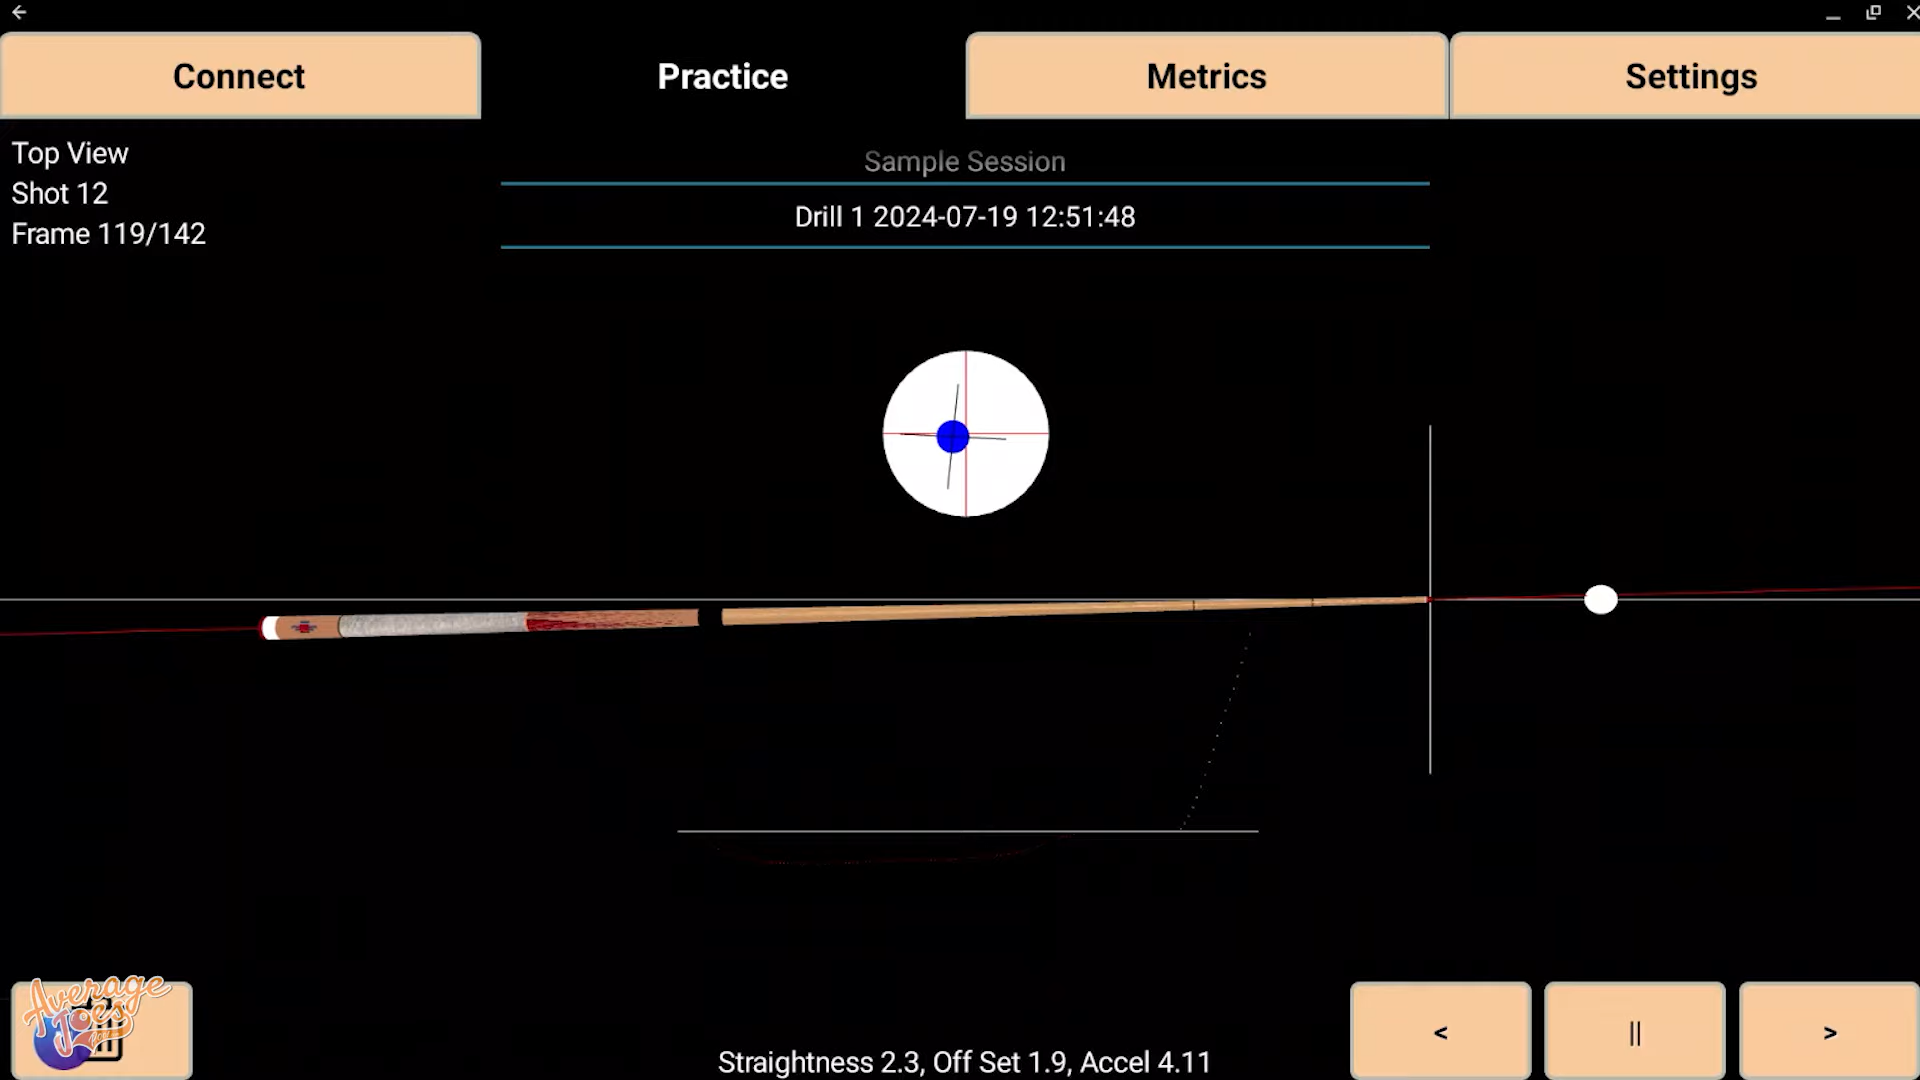 Connect
Practice
Metrics
Settings
Top View
Shot 12
Frame 119/142
Sample Session
Drill 1 2024-07-19 12:51:48
Average
Joes
<
||
>
Straightness 2.3, Off Set 1.9, Accel 4.11